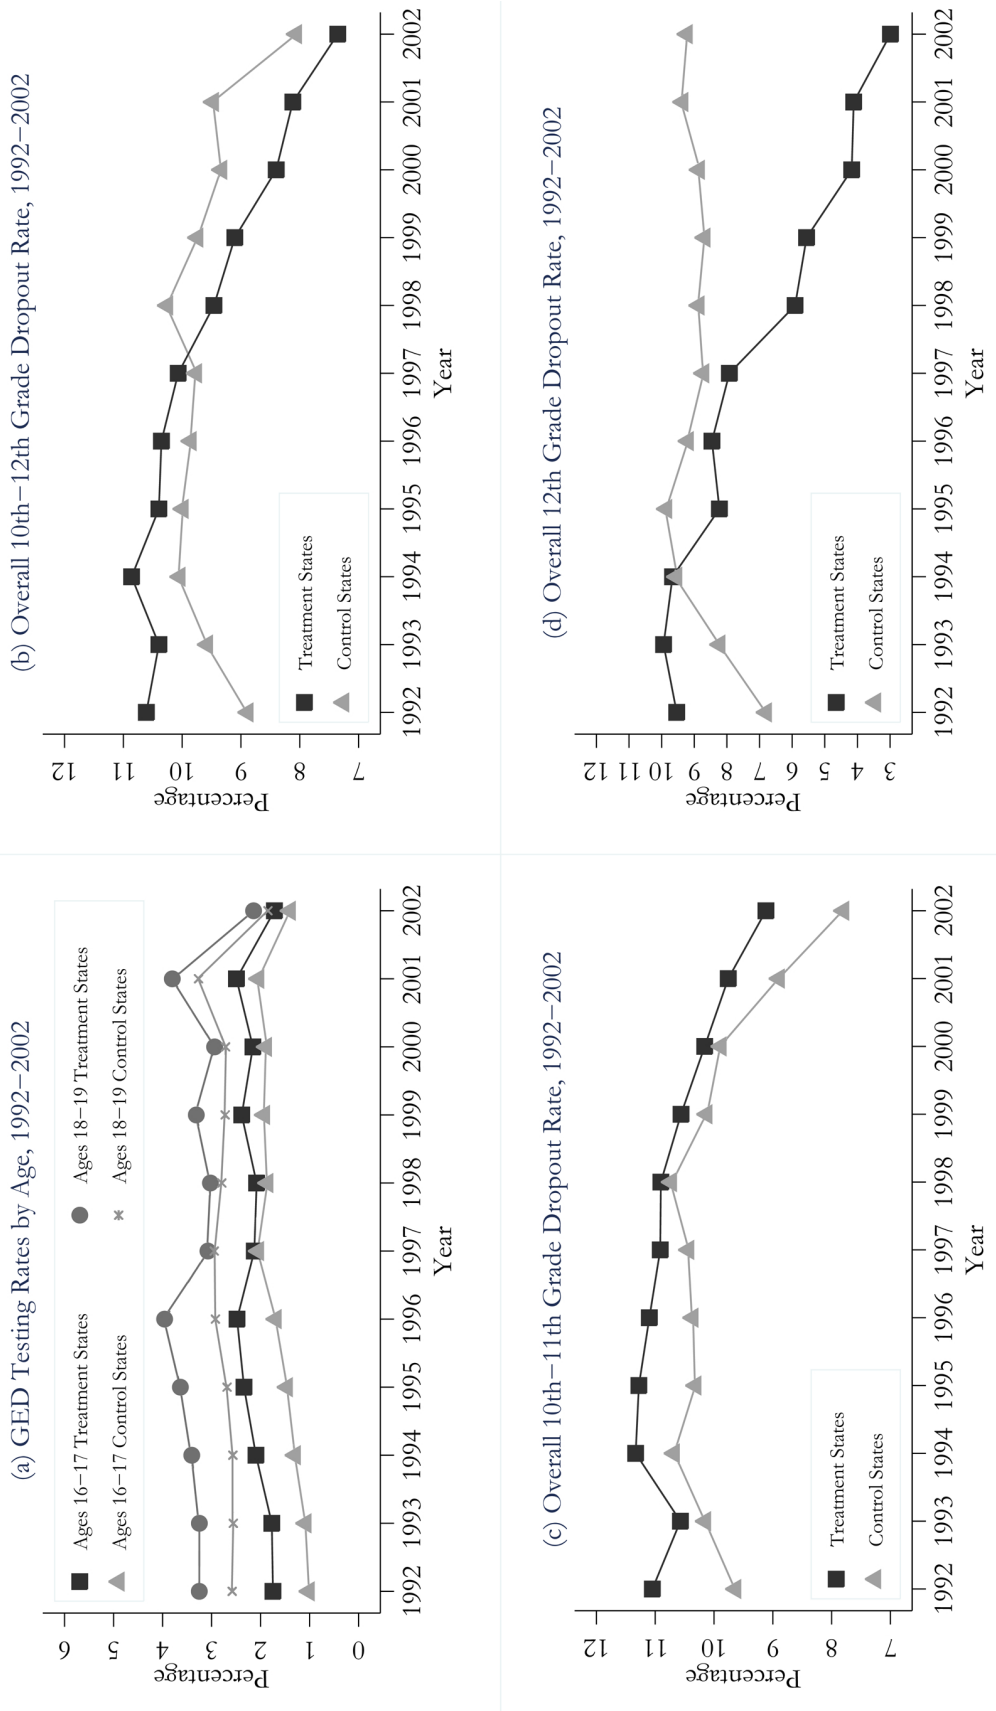 (a) GED Testing Rates by Age, 1992–2002
Percentage
6
5
4
3
2
1
0
Ages 16–17 Treatment States
Ages 18–19 Treatment States
Ages 16–17 Control States
Ages 18–19 Control States
1992 1993 1994 1995 1996 1997 1998 1999 2000 2001 2002
Year
(b) Overall 10th–12th Grade Dropout Rate, 1992–2002
Percentage
12
11
10
9
8
7
Treatment States
Control States
1992 1993 1994 1995 1996 1997 1998 1999 2000 2001 2002
Year
(c) Overall 10th–11th Grade Dropout Rate, 1992–2002
Percentage
12
11
10
9
8
7
Treatment States
Control States
1992 1993 1994 1995 1996 1997 1998 1999 2000 2001 2002
Year
(d) Overall 12th Grade Dropout Rate, 1992–2002
Percentage
12
11
10
9
8
7
6
5
4
3
Treatment States
Control States
1992 1993 1994 1995 1996 1997 1998 1999 2000 2001 2002
Year